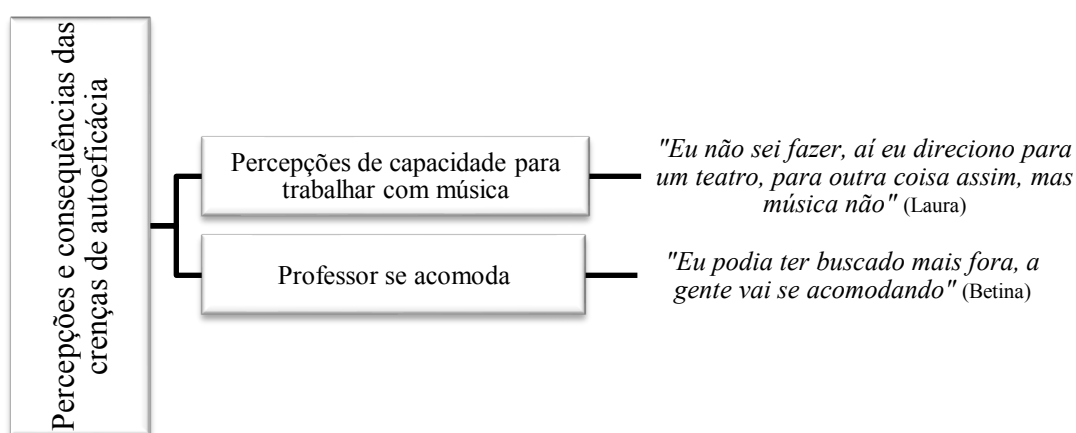 Percepções e consequências das
crenças de autoeficácia
Percepções de capacidade para
trabalhar com música
"Eu não sei fazer, aí eu direciono para
um teatro, para outra coisa assim, mas
música não" (Laura)
Professor se acomoda
"Eu podia ter buscado mais fora, a
gente vai se acomodando" (Betina)